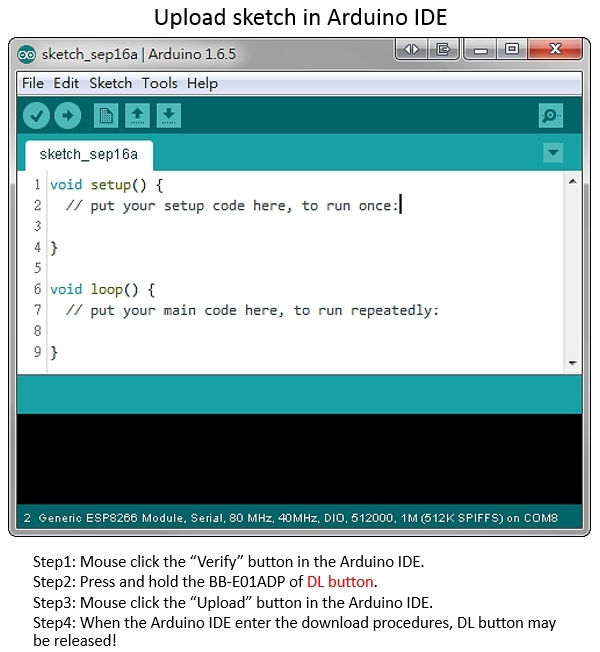 Upload sketch in Arduino IDE
sketch_sep16a | Arduino 1.6.5
File Edit Sketch Tools Help
sketch_sep16a
1 void setup() {
2 // put your setup code here, to run once:
3
4 }
5
6 void loop() {
7 // put your main code here, to run repeatedly:
8
9 }
2 Generic ESP8266 Module, Serial, 80 MHz, 40MHz, DIO, 512000, 1M (512K SPIFFS) on COM8
Step1: Mouse click the “Verify” button in the Arduino IDE.
Step2: Press and hold the BB-E01ADP of DL button.
Step3: Mouse click the “Upload” button in the Arduino IDE.
Step4: When the Arduino IDE enter the download procedures, DL button may
be released!